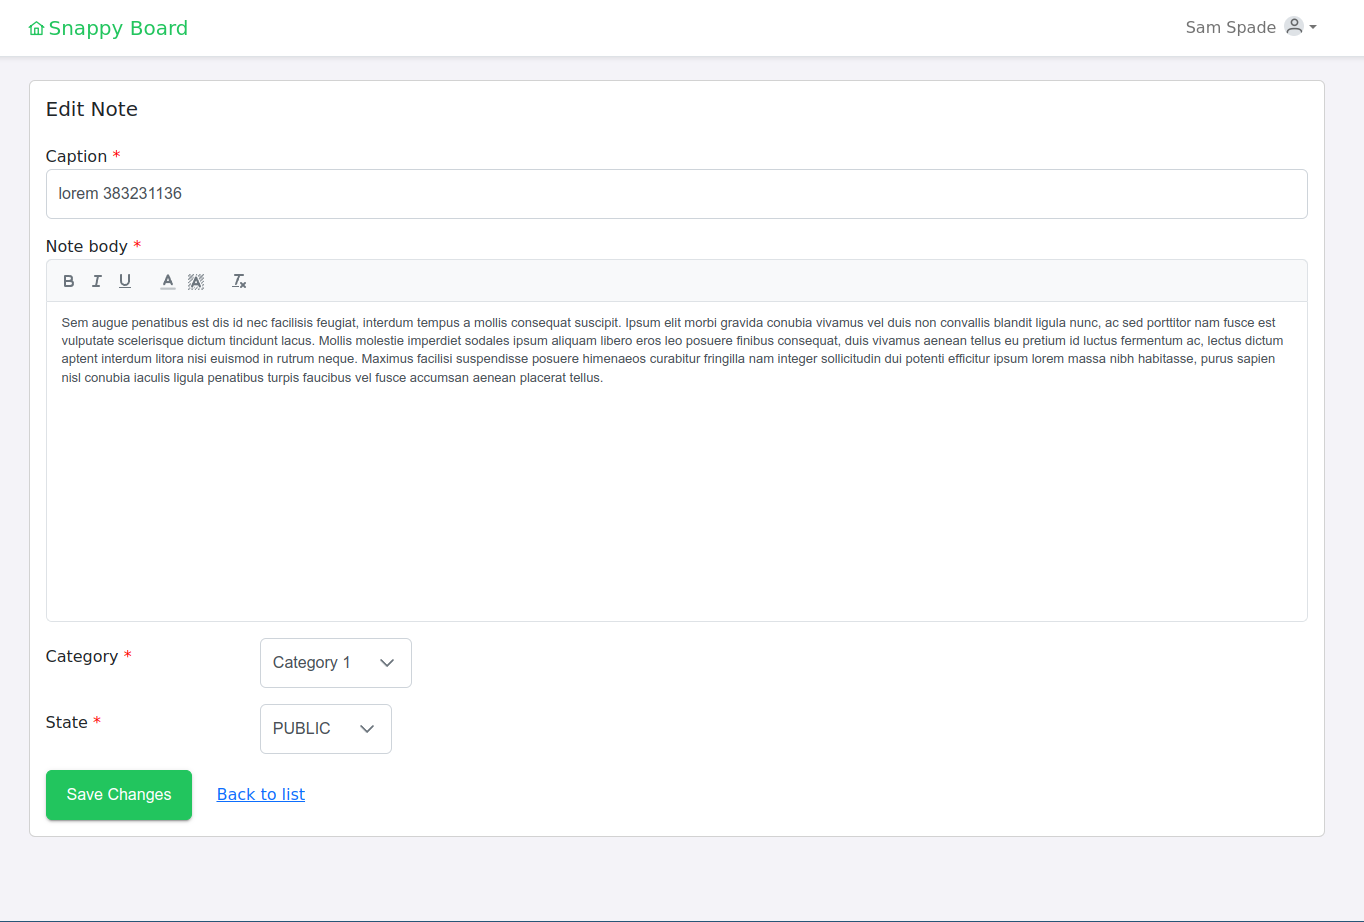 Snappy Board
Sam Spade
Edit Note
Caption *
lorem 383231136
Note body *
B I U A A Tx
Sem augue penatibus est dis id nec facilisis feugiat, interdum tempus a mollis consequat suscipit. Ipsum elit morbi gravida conubia vivamus vel duis non convallis blandit ligula nunc, ac sed porttitor nam fusce est
vulputate scelerisque dictum tincidunt lacus. Mollis molestie imperdiet sodales ipsum aliquam libero eros leo posuere finibus consequat, duis vivamus aenean tellus eu pretium id luctus fermentum ac, lectus dictum
aptent interdum litora nisi euismod in rutrum neque. Maximus facilisi suspendisse posuere himenaeos curabitur fringilla nam integer sollicitudin dui potenti efficitur ipsum lorem massa nibh habitasse, purus sapien
nisl conubia iaculis ligula penatibus turpis faucibus vel fusce accumsan aenean placerat tellus.
Category *
Category 1
State *
PUBLIC
Save Changes
Back to list